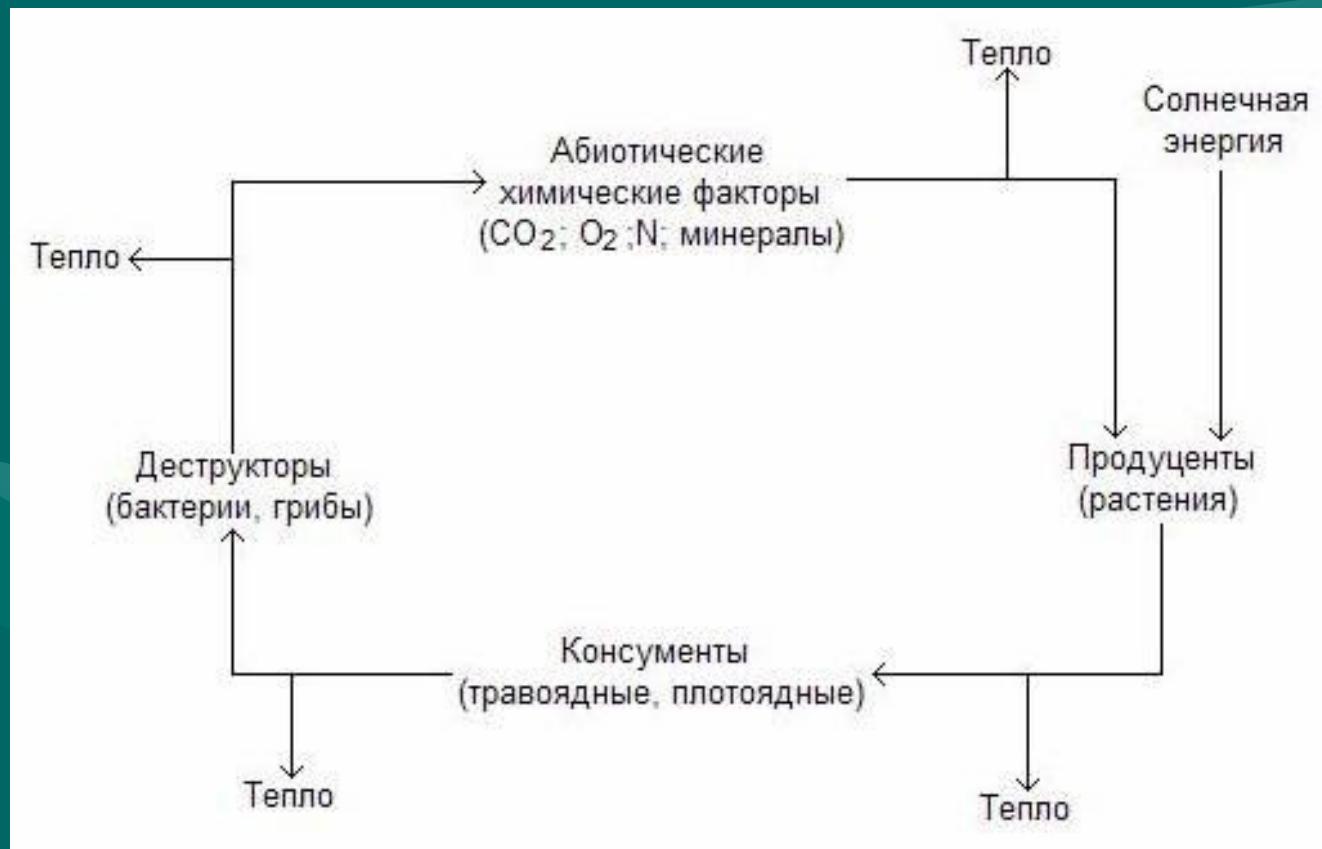 Тепло
Солнечная
энергия
Абиотические
химические факторы
(CO2; O2 ;N; минералы)
Тепло
Деструкторы
(бактерии, грибы)
Продуценты
(растения)
Консументы
(травоядные, плотоядные)
Тепло
Тепло